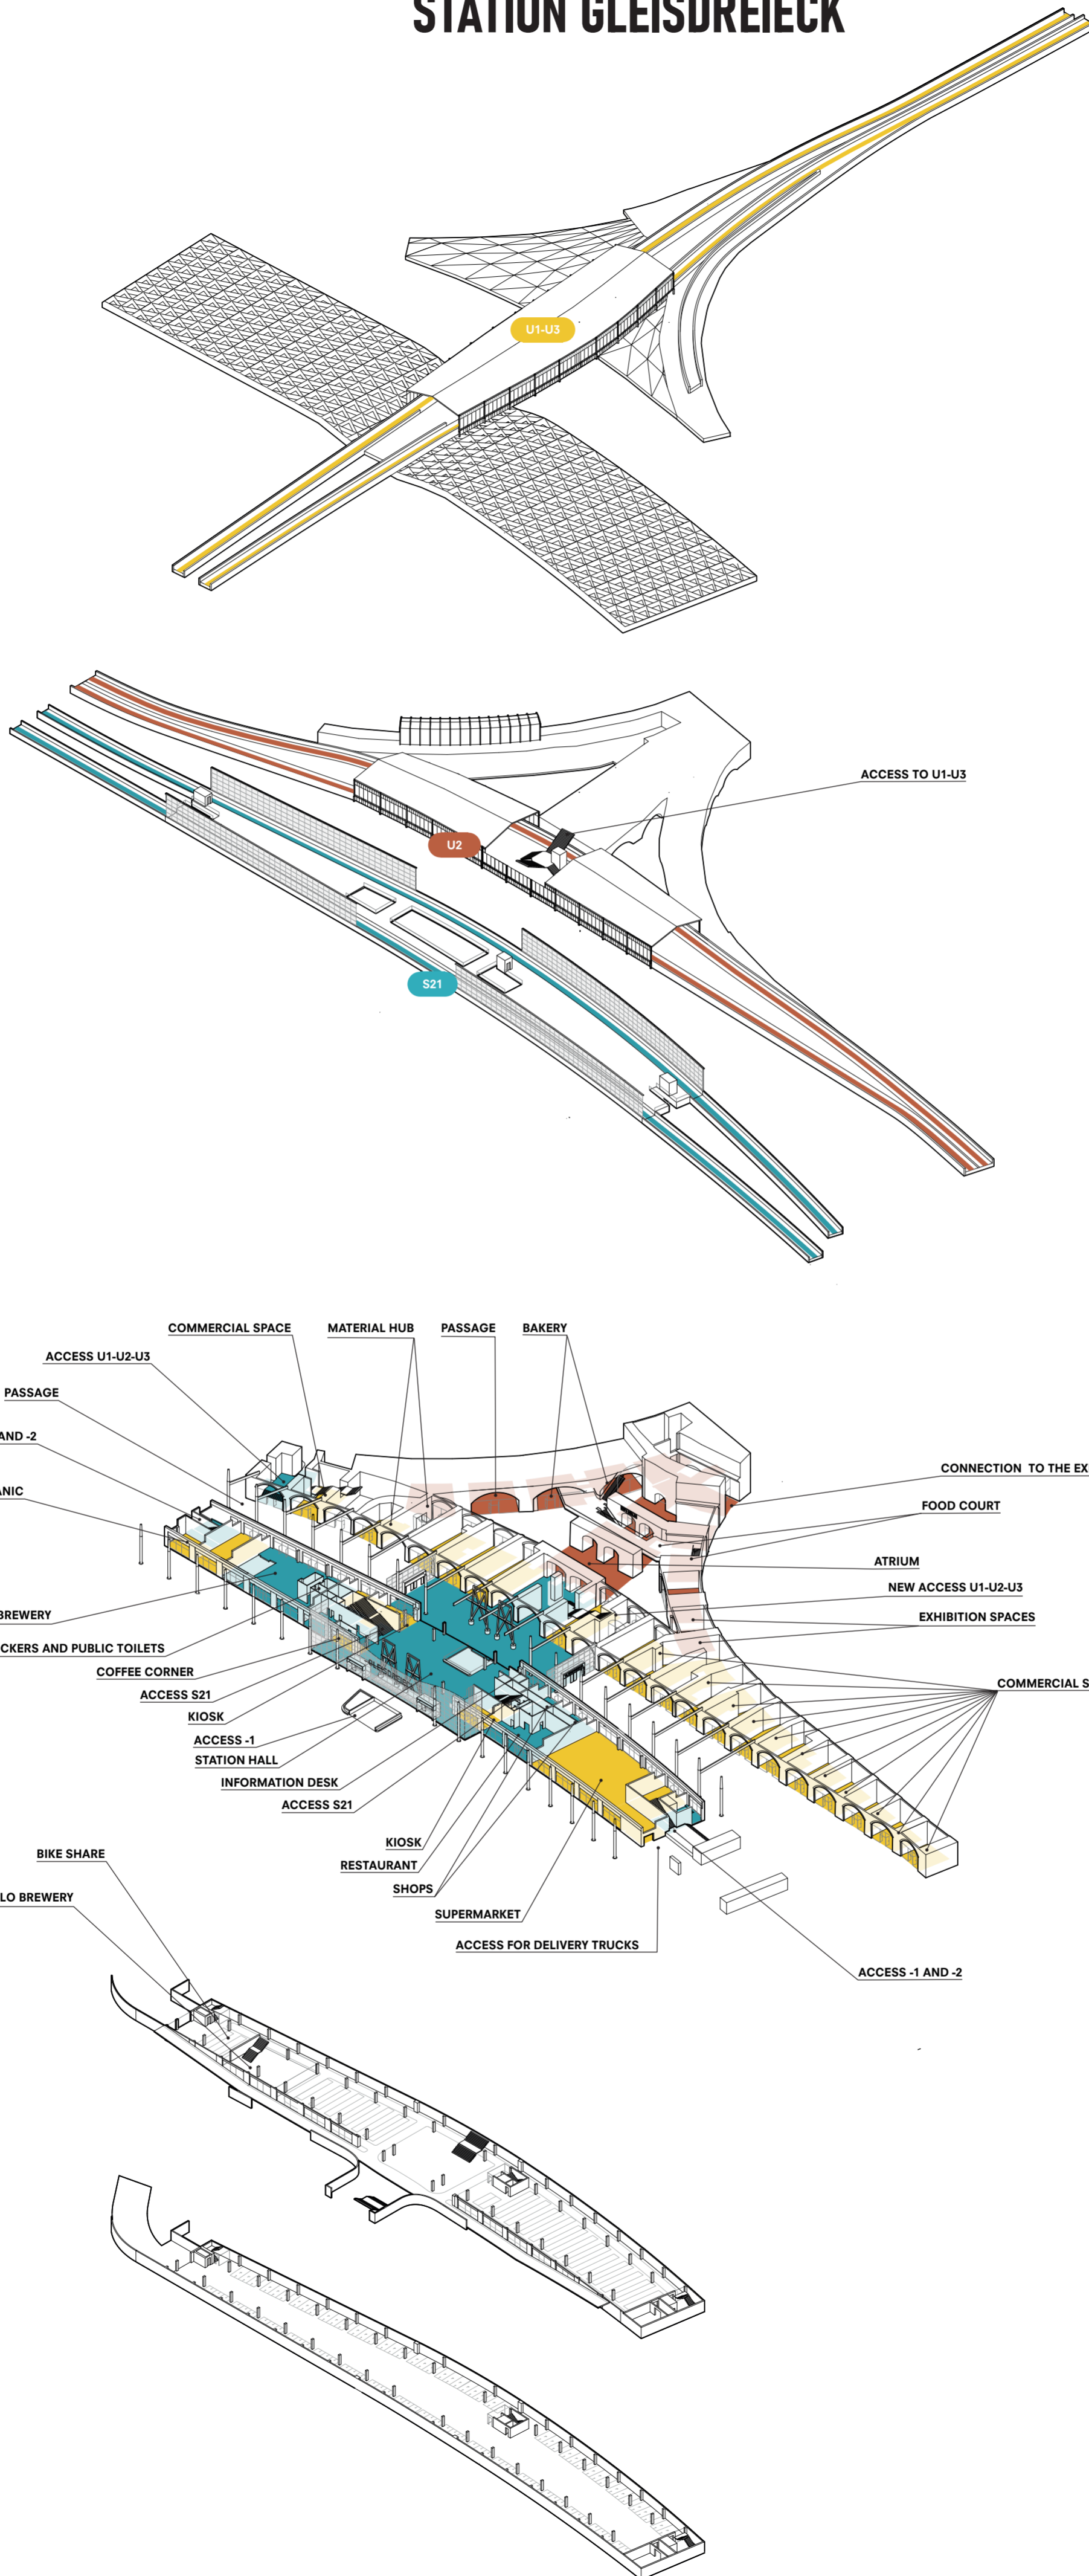 STATION GLEISDREIECK
U1-U3
ACCESS TO U1-U3
U2
S21
COMMERCIAL SPACE
MATERIAL HUB
PASSAGE
BAKERY
ACCESS U1-U2-U3
PASSAGE
AND -2
ANIC
CONNECTION TO THE EX
FOOD COURT
ATRIUM
NEW ACCESS U1-U2-U3
EXHIBITION SPACES
COMMERCIAL S
BREWERY
CKERS AND PUBLIC TOILETS
COFFEE CORNER
ACCESS S21
KIOSK
ACCESS -1
STATION HALL
INFORMATION DESK
ACCESS S21
KIOSK
RESTAURANT
SHOPS
SUPERMARKET
ACCESS FOR DELIVERY TRUCKS
ACCESS -1 AND -2
BIKE SHARE
LO BREWERY